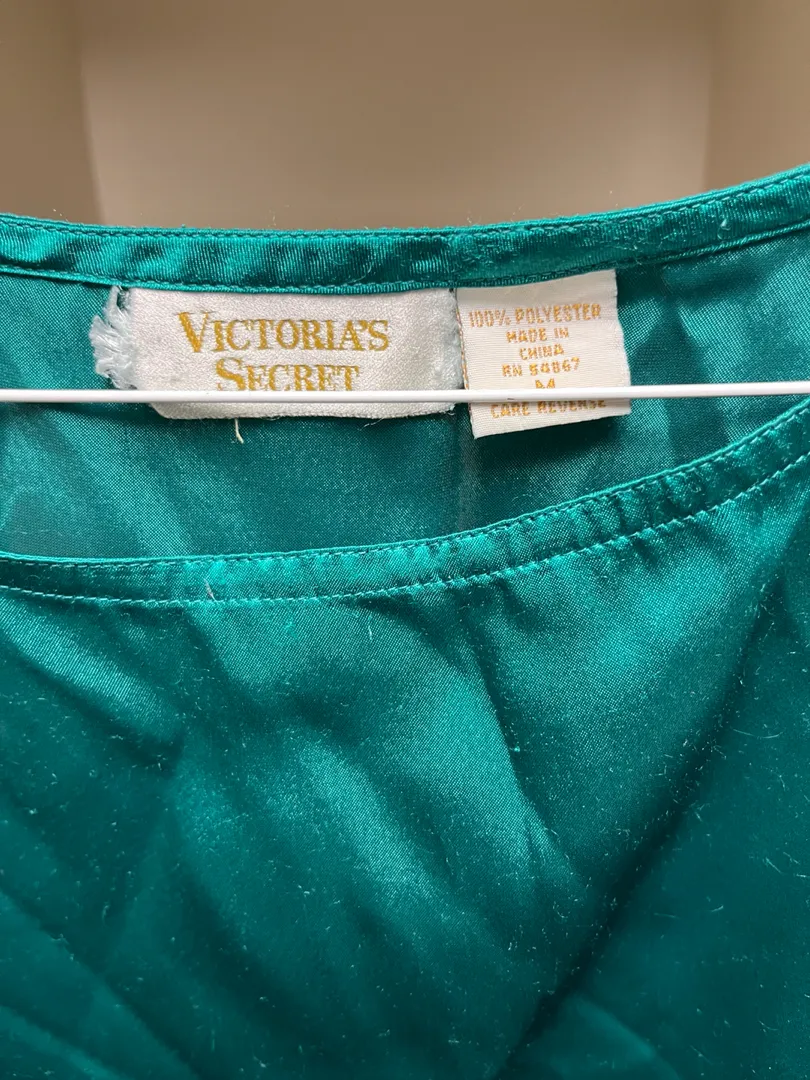 VICTORIA'S
SECRET
100% POLYESTER
MADE IN
CHINA
RN 54867
M
CARE REVERSE